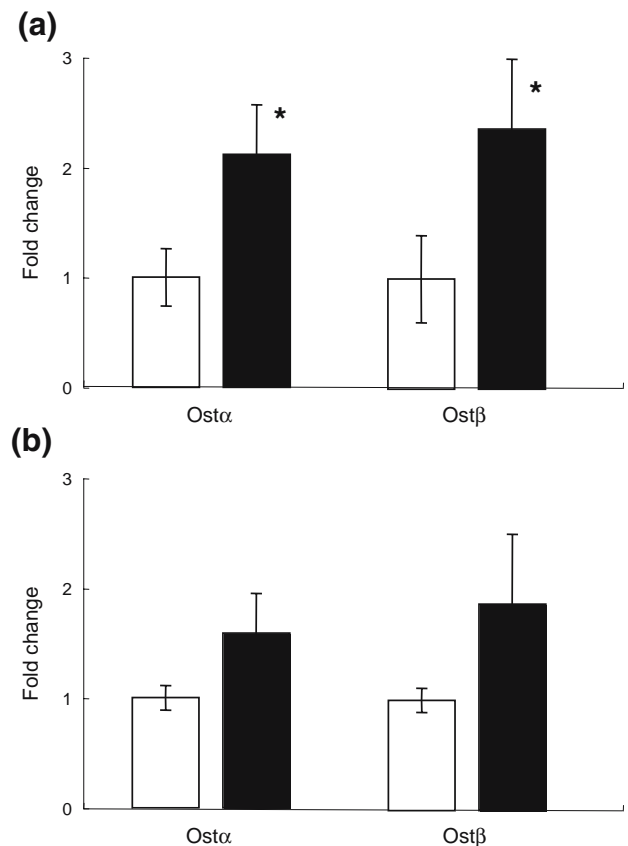 (a)
3
2
1
0
Fold change
*
*
Ostα
Ostβ
(b)
3
2
1
0
Fold change
Ostα
Ostβ